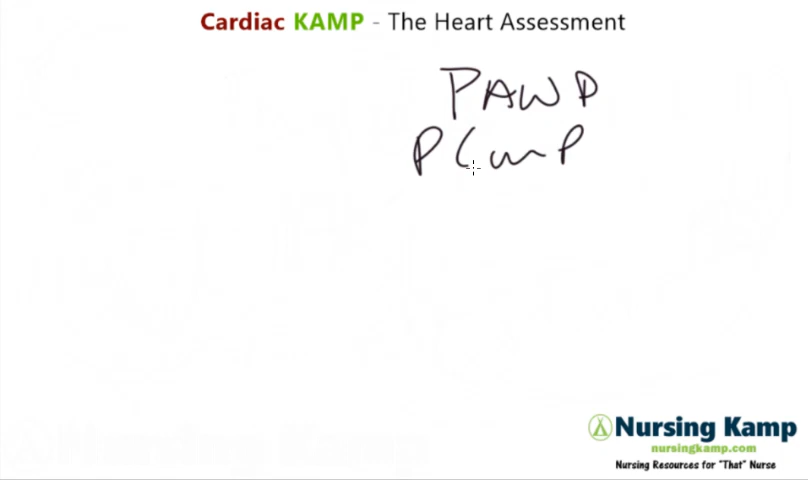 Cardiac KAMP - The Heart Assessment
PAWP
PCWP
Nursing Kamp
nursingkamp.com
Nursing Resources for "That" Nurse